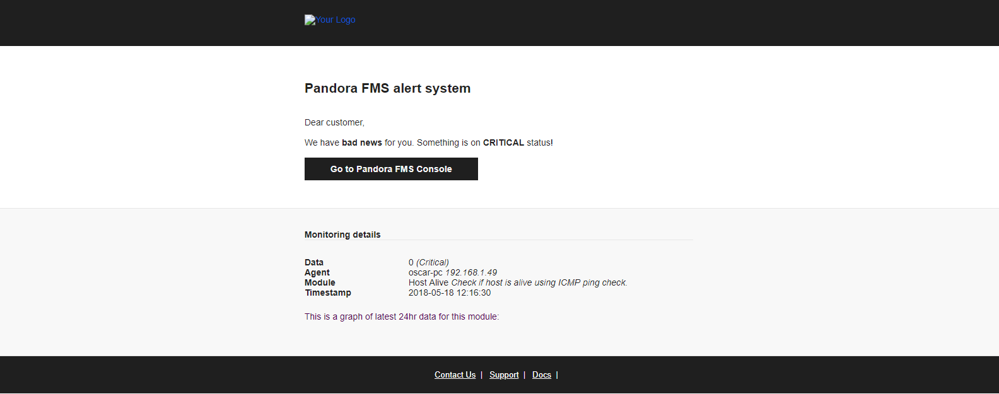 Your Logo
Pandora FMS alert system
Dear customer,
We have bad news for you. Something is on CRITICAL status!
Go to Pandora FMS Console
Monitoring details
Data 0 (Critical)
Agent oscar-pc 192.168.1.49
Module Host Alive Check if host is alive using ICMP ping check.
Timestamp 2018-05-18 12:16:30
This is a graph of latest 24hr data for this module:
Contact Us | Support | Docs |